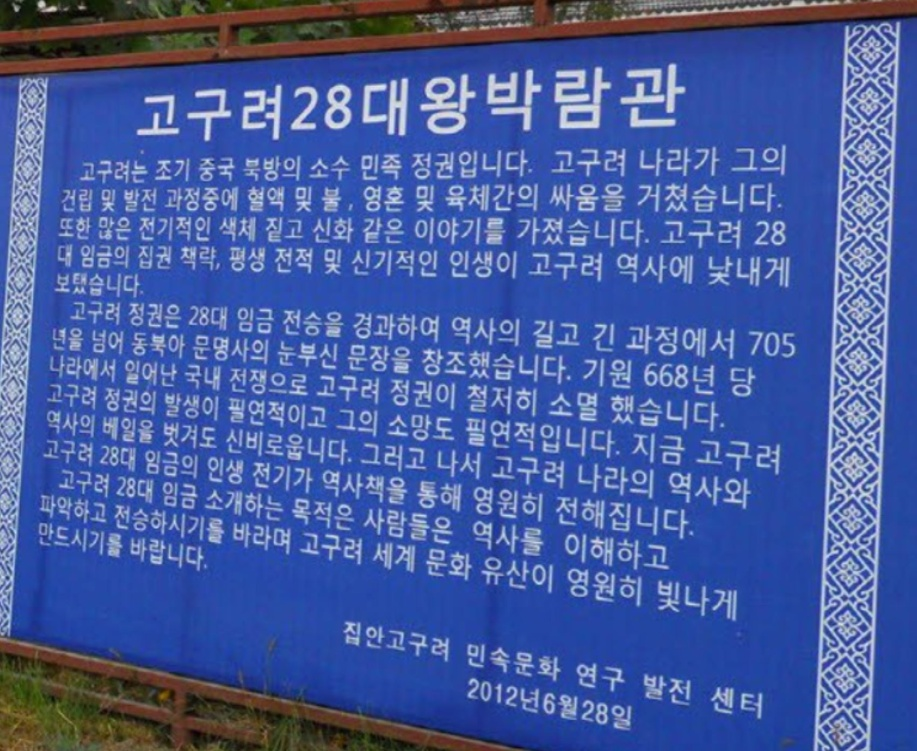 고구려28대왕박람관
고구려는 조기 중국 북방의 소수 민족 정권입니다. 고구려 나라가 그의
건립 및 발전 과정중에 혈액 및 불, 영혼 및 육체간의 싸움을 거쳤습니다.
또한 많은 전기적인 색체 짙고 신화 같은 이야기를 가졌습니다. 고구려 28
대 임금의 집권 책략, 평생 전적 및 신기적인 인생이 고구려 역사에 낯내게
보탰습니다.
고구려 정권은 28대 임금 전승을 경과하여 역사의 길고 긴 과정에서 705
년을 넘어 동북아 문명사의 눈부신 문장을 창조했습니다. 기원 668년 당
나라에서 일어난 국내 전쟁으로 고구려 정권이 철저히 소멸 했습니다.
고구려 정권의 발생이 필연적이고 그의 소망도 필연적입니다. 지금 고구려
역사의 베일을 벗겨도 신비로웁니다. 그러고 나서 고구려 나라의 역사와
고구려 28대 임금의 인생 전기가 역사책을 통해 영원히 전해집니다.
고구려 28대 임금 소개하는 목적은 사람들은 역사를 이해하고
파악하고 전승하시기를 바라며 고구려 세계 문화 유산이 영원히 빛나게
만드시기를 바랍니다.
집안고구려 민속문화 연구 발전 센터
2012년6월28일